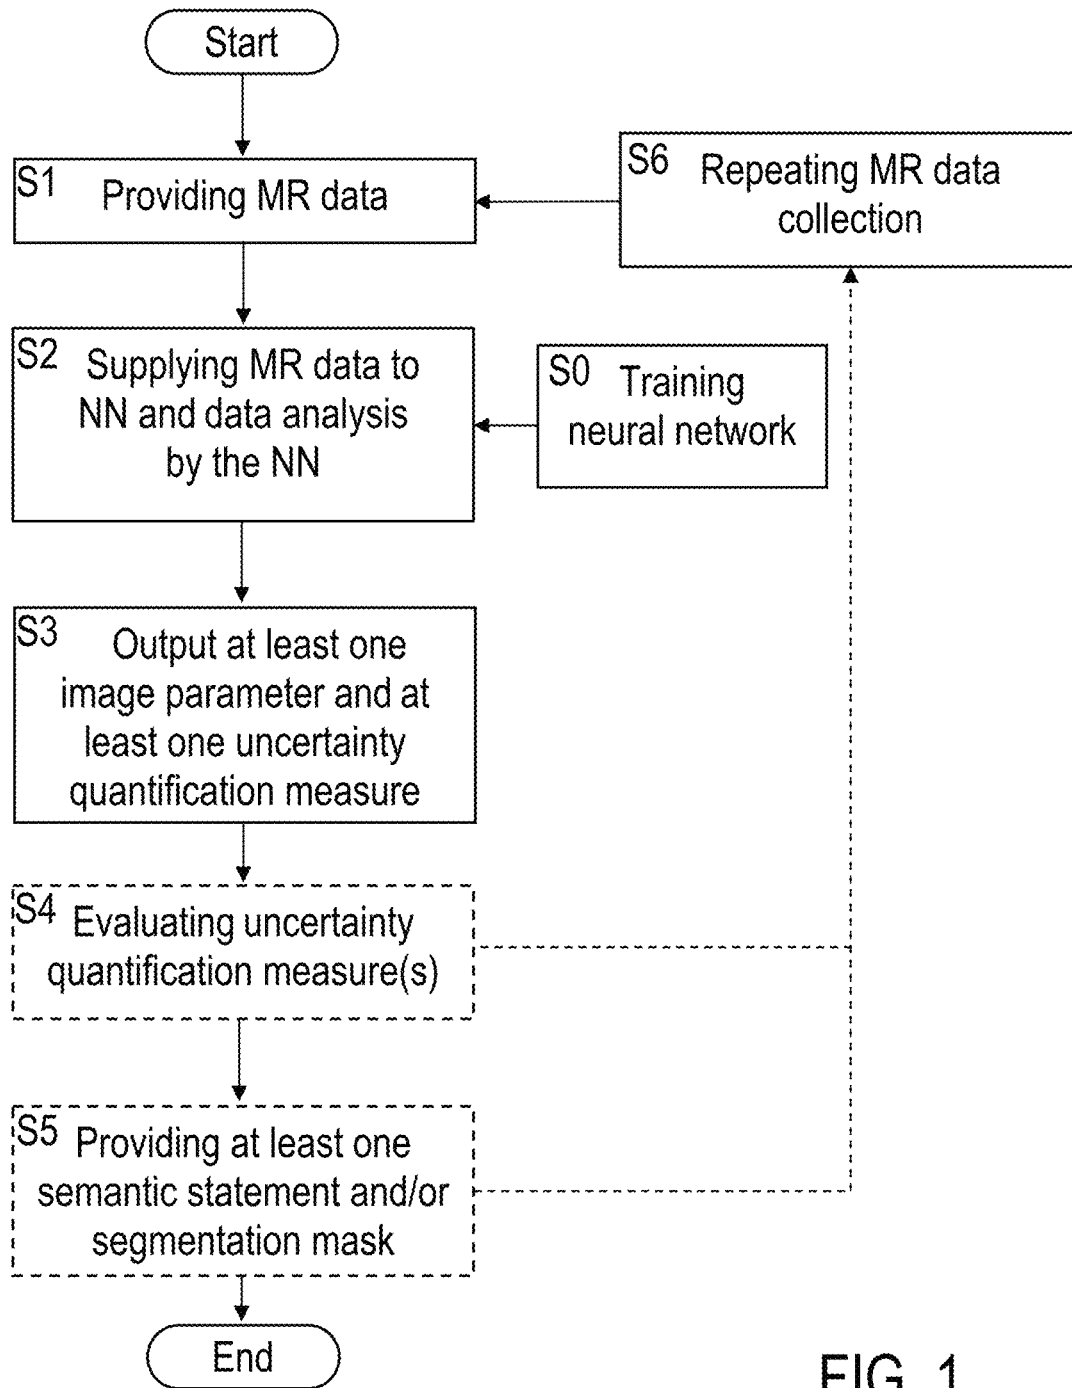 Start
S1 Providing MR data
S6 Repeating MR data
collection
S2 Supplying MR data to
NN and data analysis
by the NN
S0 Training
neural network
S3 Output at least one
image parameter and at
least one uncertainty
quantification measure
S4 Evaluating uncertainty
quantification measure(s)
S5 Providing at least one
semantic statement and/or
segmentation mask
End
FIG. 1